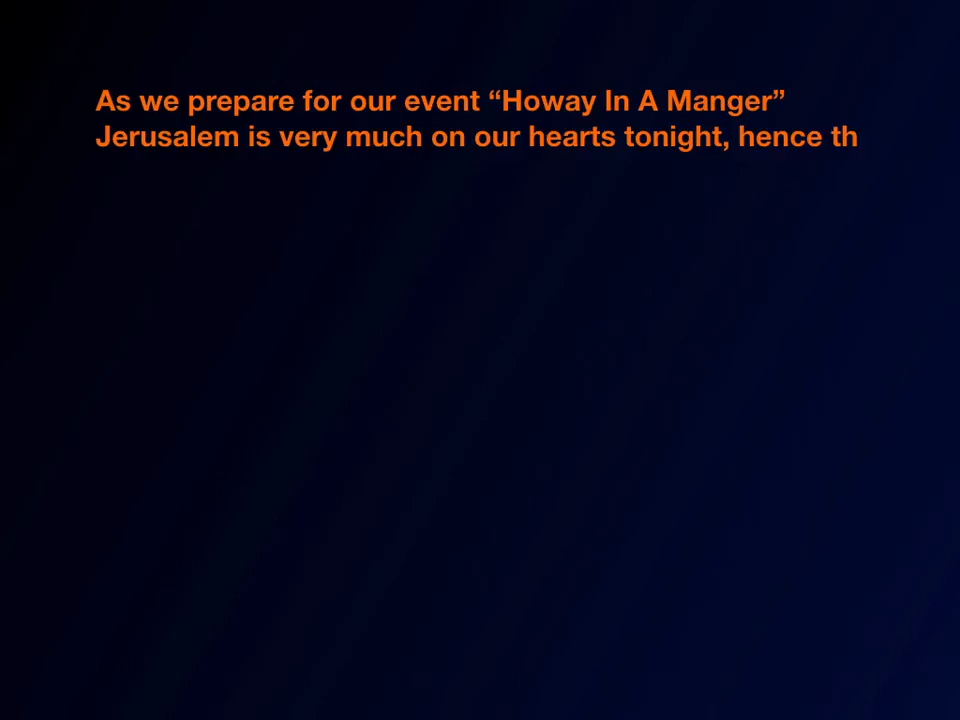 As we prepare for our event “Howay In A Manger”
Jerusalem is very much on our hearts tonight, hence th